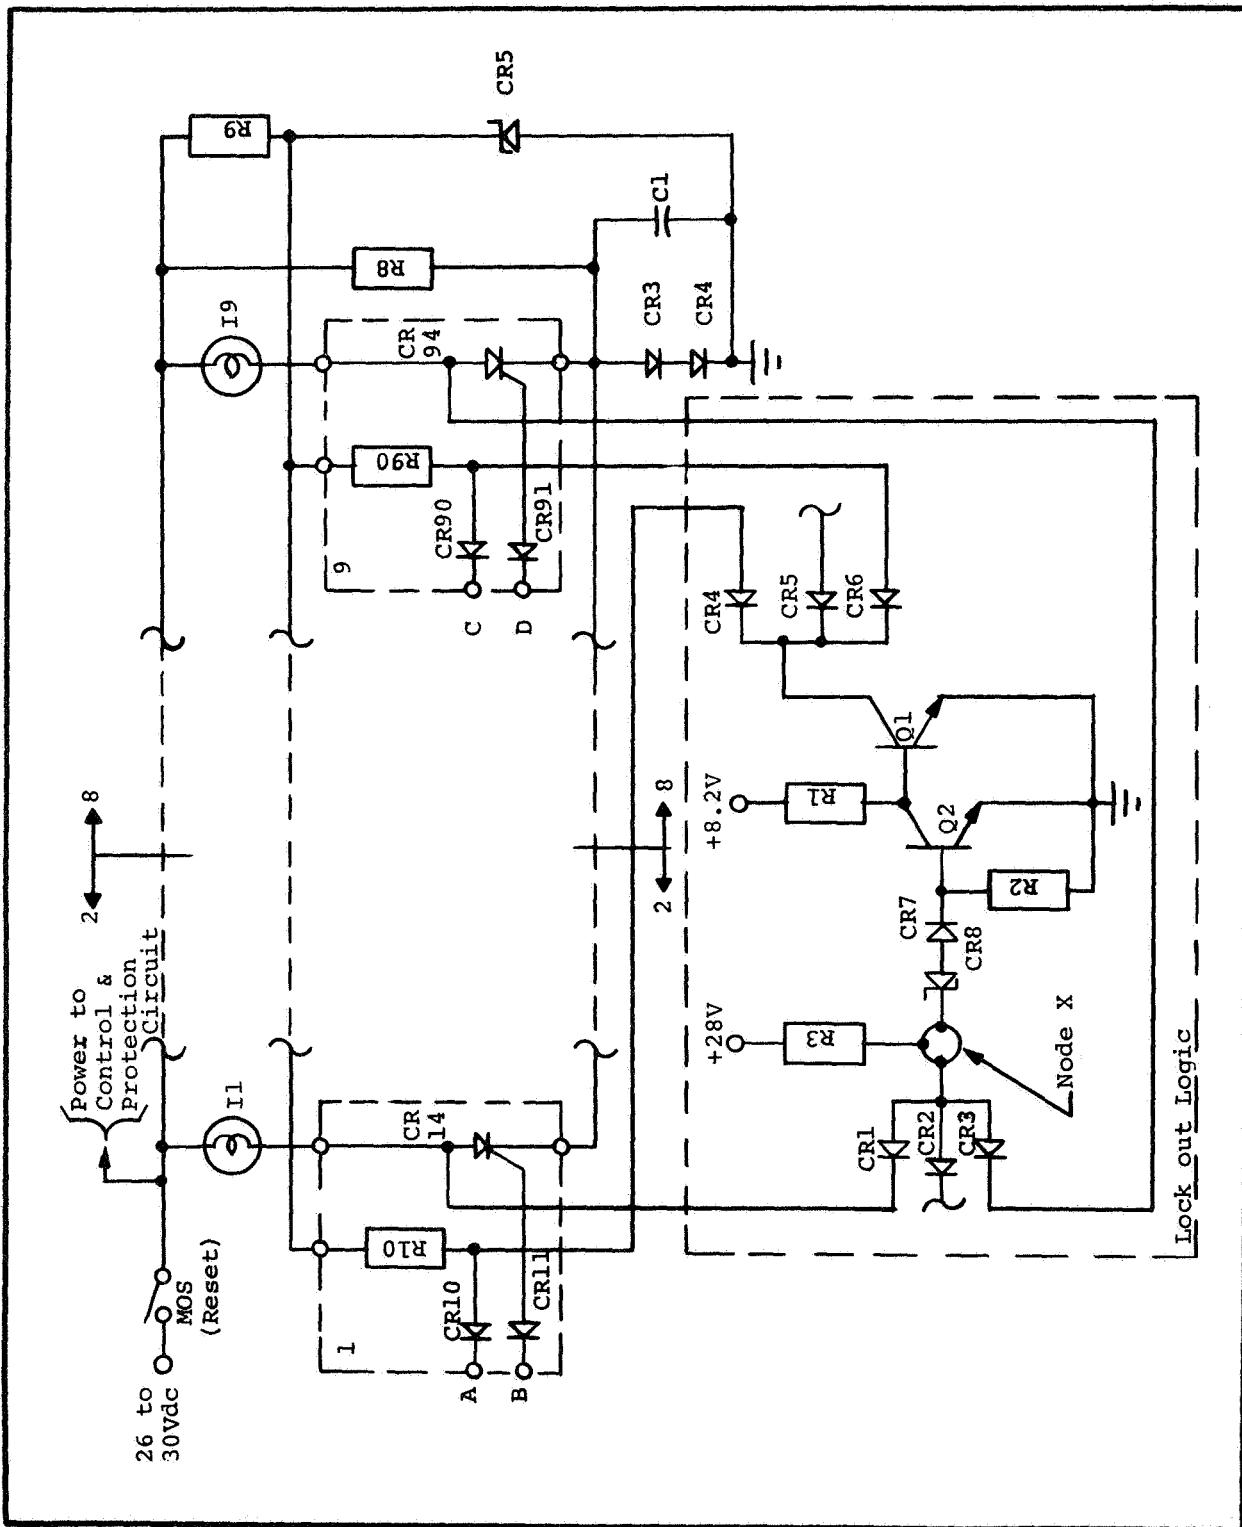 26 to
30Vdc
MOS
(Reset)
Power to
Control &
Protection
Circuit
2
8
I1
I9
R9
CR5
R8
C1
CR3
CR4
CR
14
CR
94
R10
R90
CR10
CR11
CR90
CR91
1
9
A
B
C
D
2
8
+28V
+8.2V
R3
R1
R2
CR1
CR2
CR3
CR4
CR5
CR6
CR7
CR8
Q1
Q2
Node X
Lock out Logic